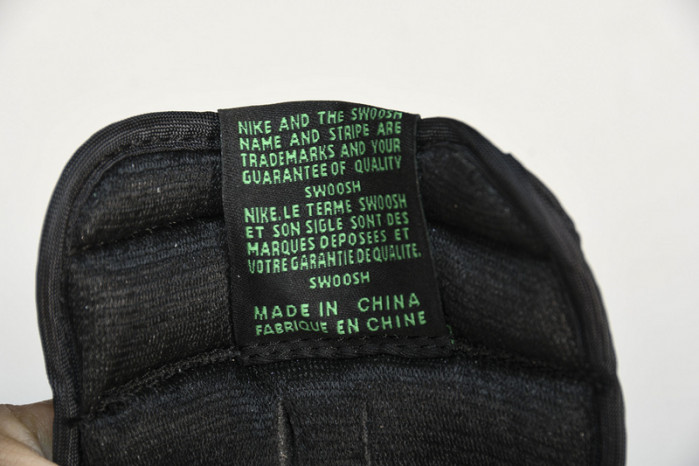 NIKE AND THE SWOOSH
NAME AND STRIPE ARE
TRADEMARKS AND YOUR
GUARANTEE OF QUALITY
SWOOSH
NIKE.LE TERME SWOOSH
ET SON SIGLE SONT DES
MARQUES DEPOSEES ET
VOTRE GARANTIE DE QUALITE.
SWOOSH
MADE IN CHINA
FABRIQUE EN CHINE